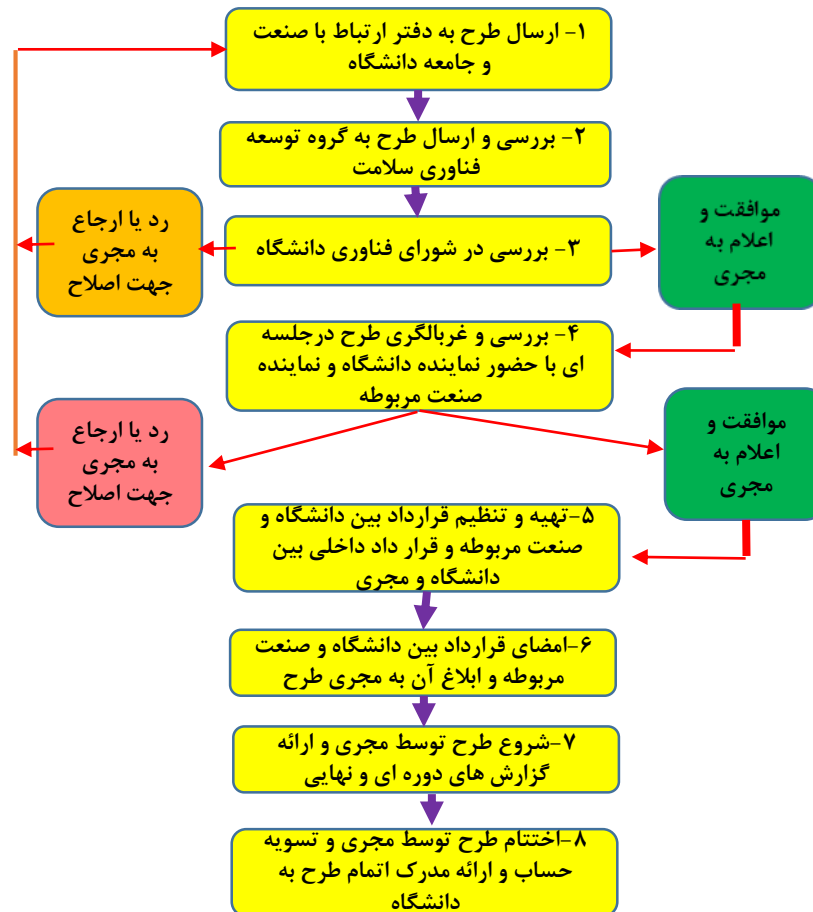 ۱- ارسال طرح به دفتر ارتباط با صنعت
و جامعه دانشگاه
۲- بررسی و ارسال طرح به گروه توسعه
فناوری سلامت
موافقت و
اعلام به
مجری
۳- بررسی در شورای فناوری دانشگاه
رد یا ارجاع
به مجری
جهت اصلاح
۴- بررسی و غربالگری طرح درجلسه
ای با حضور نماینده دانشگاه و نماینده
صنعت مربوطه
موافقت و
اعلام به
مجری
رد یا ارجاع
به مجری
جهت اصلاح
۵-تهیه و تنظیم قرارداد بین دانشگاه و
صنعت مربوطه و قرار داد داخلی بین
دانشگاه و مجری
۶-امضای قرارداد بین دانشگاه و صنعت
مربوطه و ابلاغ آن به مجری طرح
۷-شروع طرح توسط مجری و ارائه
گزارش های دوره ای و نهایی
۸-اختتام طرح توسط مجری و تسویه
حساب و ارائه مدرک اتمام طرح به
دانشگاه